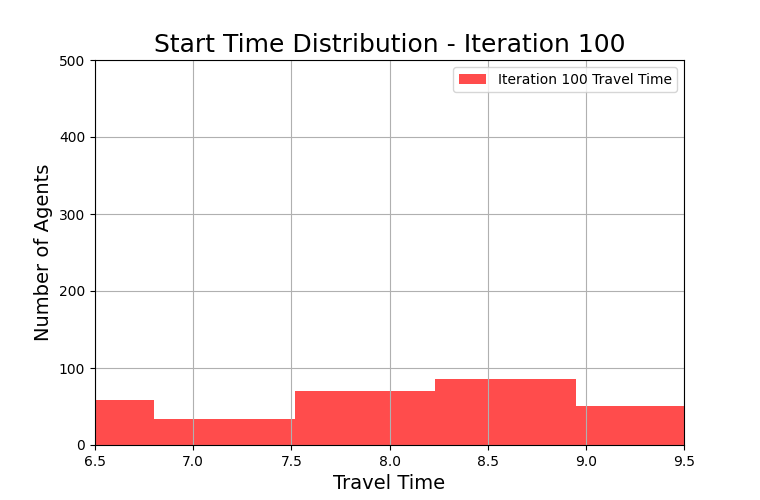 Start Time Distribution - Iteration 100
Iteration 100 Travel Time
Number of Agents
500
400
300
200
100
0
6.5 7.0 7.5 8.0 8.5 9.0 9.5
Travel Time